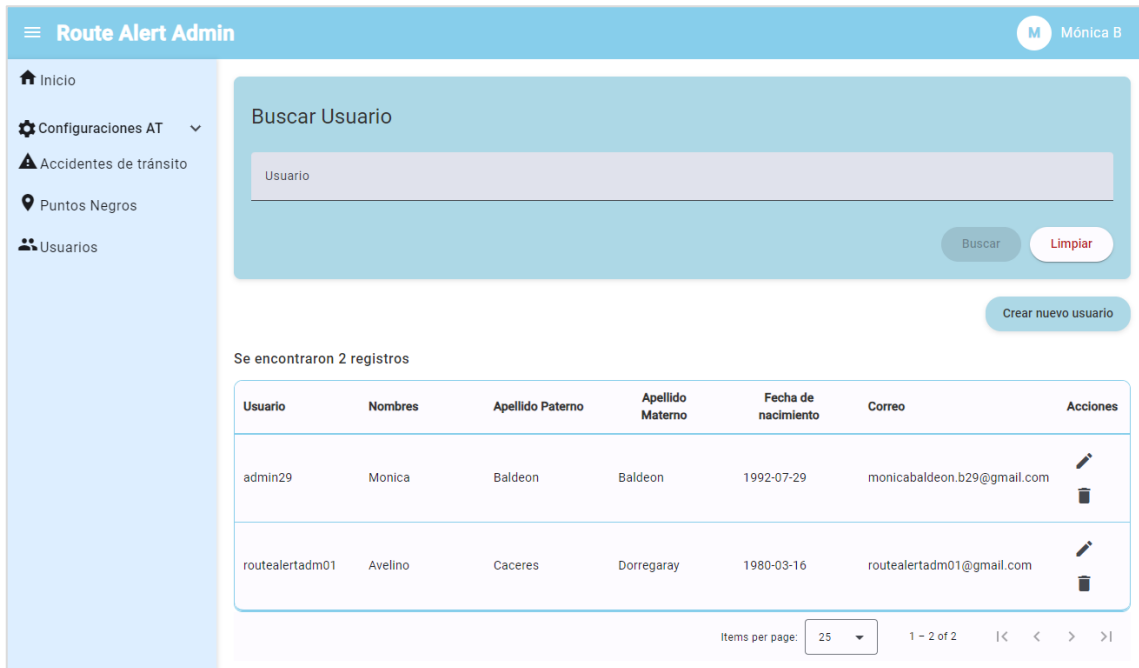 Route Alert Admin
M Mónica B
Inicio
Configuraciones AT
Accidentes de tránsito
Puntos Negros
Usuarios
Buscar Usuario
Usuario
Buscar Limpiar
Crear nuevo usuario
Se encontraron 2 registros
Usuario Nombres Apellido Paterno Apellido Materno Fecha de nacimiento Correo Acciones
admin29 Monica Baldeon Baldeon 1992-07-29 monicabaldeon.b29@gmail.com
routealertadm01 Avelino Caceres Dorregaray 1980-03-16 routealertadm01@gmail.com
Items per page: 25 1 – 2 of 2